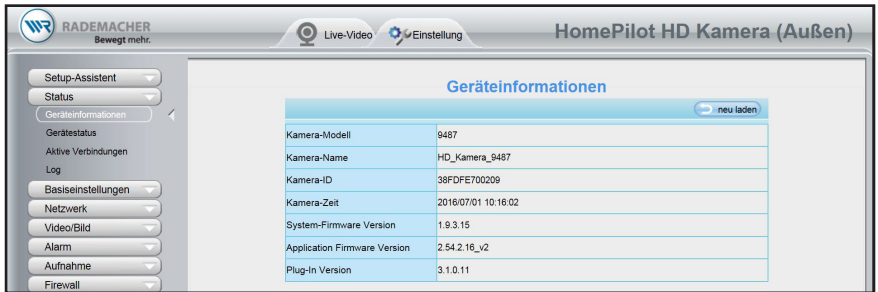 WR RADEMACHER
Bewegt mehr.
Live-Video
Einstellung
HomePilot HD Kamera (Außen)
Setup-Assistent
Status
Geräteinformationen
Gerätestatus
Aktive Verbindungen
Log
Basiseinstellungen
Netzwerk
Video/Bild
Alarm
Aufnahme
Firewall
Geräteinformationen
neu laden
Kamera-Modell 9487
Kamera-Name HD_Kamera_9487
Kamera-ID 38FDFE700209
Kamera-Zeit 2016/07/01 10:16:02
System-Firmware Version 1.9.3.15
Application Firmware Version 2.54.2.16_v2
Plug-In Version 3.1.0.11